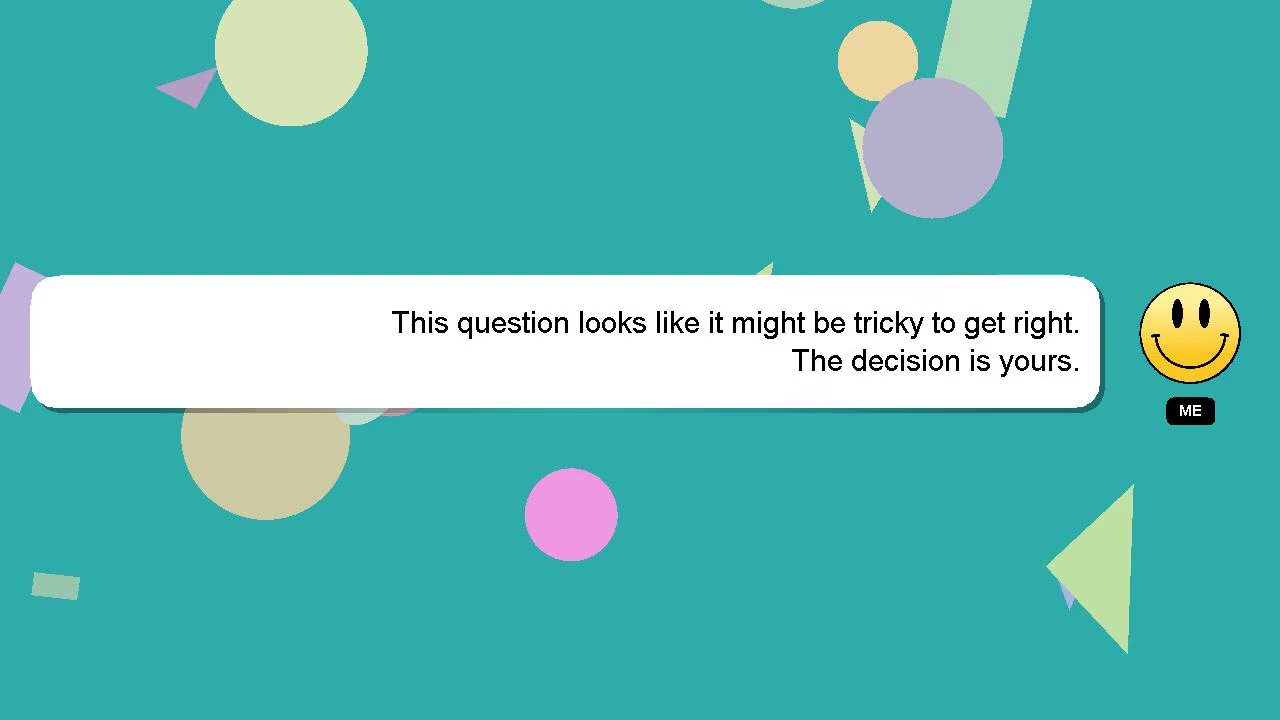 This question looks like it might be tricky to get right.
The decision is yours.
ME